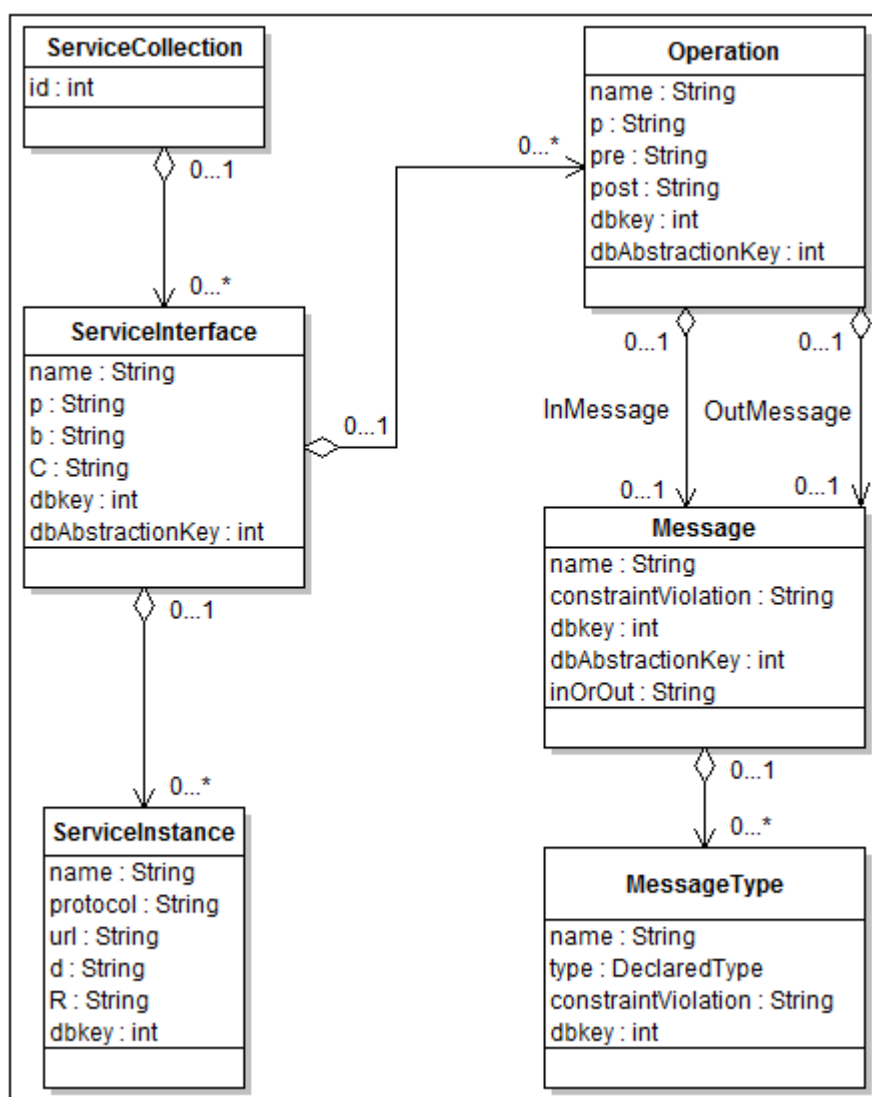 ServiceCollection
id : int
0...1
0...*
ServiceInterface
name : String
p : String
b : String
C : String
dbkey : int
dbAbstractionKey : int
0...1
0...*
0...1
0...*
ServiceInstance
name : String
protocol : String
url : String
d : String
R : String
dbkey : int
Operation
name : String
p : String
pre : String
post : String
dbkey : int
dbAbstractionKey : int
0...1
0...1
InMessage
OutMessage
0...1
0...1
Message
name : String
constraintViolation : String
dbkey : int
dbAbstractionKey : int
inOrOut : String
0...1
0...*
MessageType
name : String
type : DeclaredType
constraintViolation : String
dbkey : int